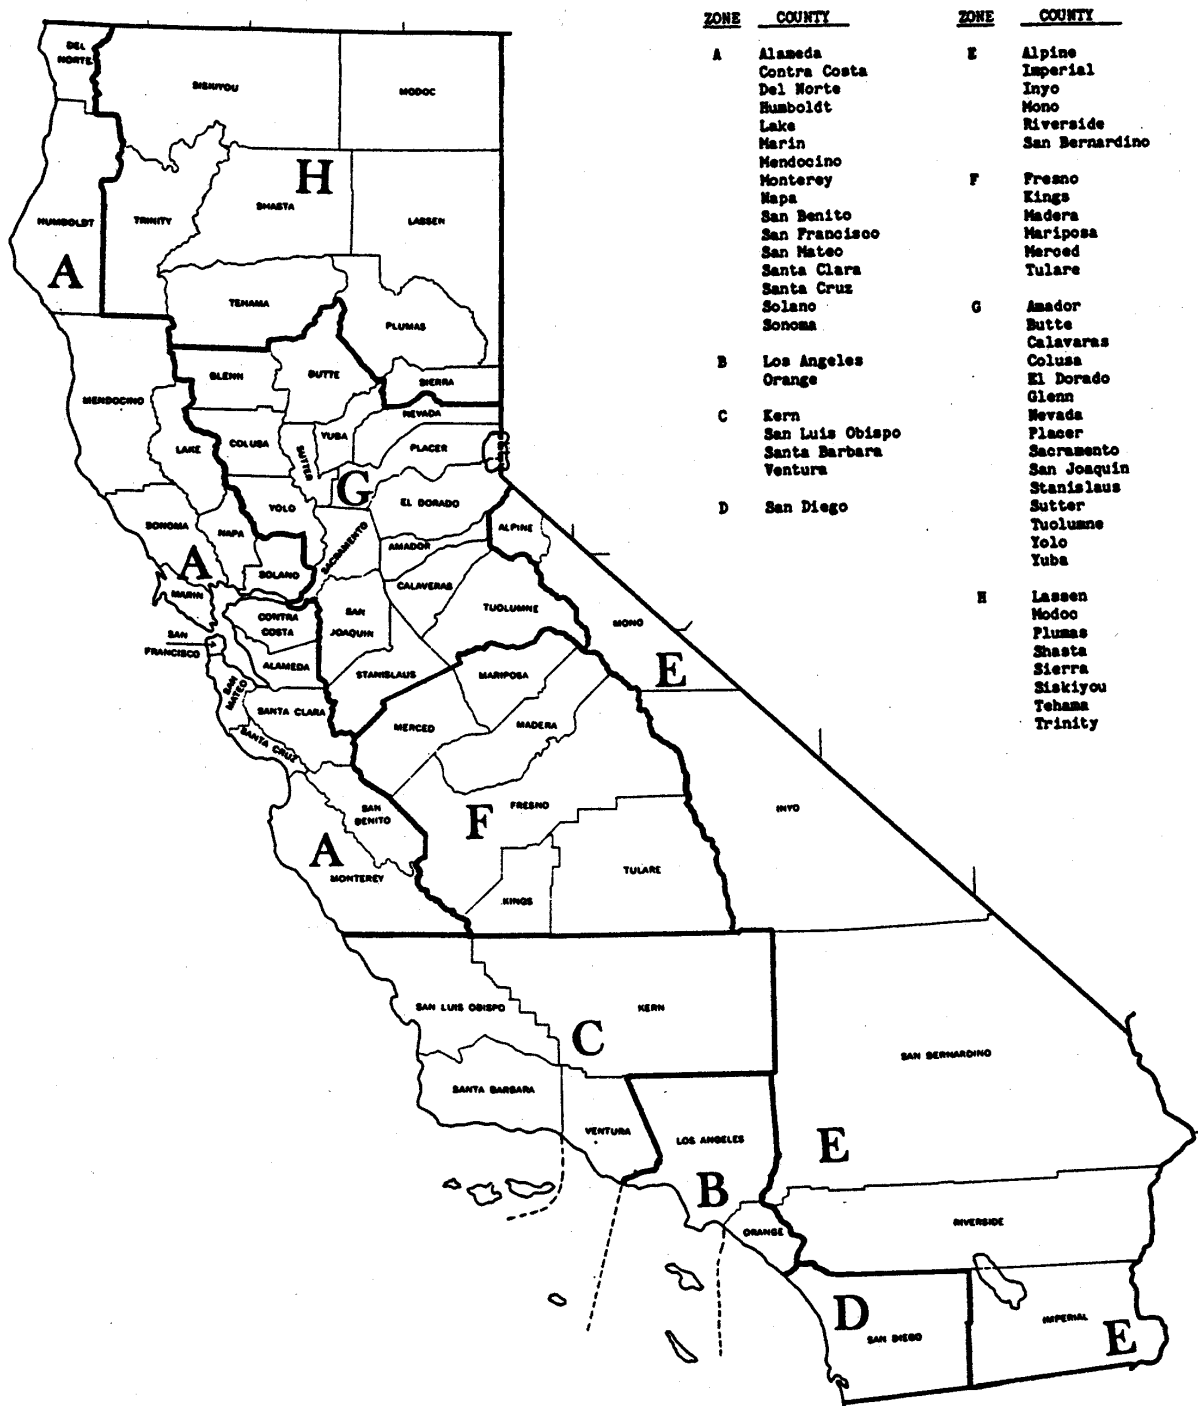 ZONE COUNTY
A Alameda
Contra Costa
Del Norte
Humboldt
Lake
Marin
Mendocino
Monterey
Napa
San Benito
San Francisco
San Mateo
Santa Clara
Santa Cruz
Solano
Sonoma
B Los Angeles
Orange
C Kern
San Luis Obispo
Santa Barbara
Ventura
D San Diego
ZONE COUNTY
E Alpine
Imperial
Inyo
Mono
Riverside
San Bernardino
F Fresno
Kings
Madera
Mariposa
Merced
Tulare
G Amador
Butte
Calavaras
Colusa
El Dorado
Glenn
Nevada
Placer
Sacramento
San Joaquin
Stanislaus
Sutter
Tuolumne
Yolo
Yuba
H Lassen
Modoc
Plumas
Shasta
Sierra
Siskiyou
Tehama
Trinity
DEL
NORTE
SISKIYOU
MODOC
H
HUMBOLDT
TRINITY
SHASTA
LASSEN
A
TEHAMA
PLUMAS
GLENN
BUTTE
SIERRA
MENDOCINO
NEVADA
LAKE
COLUSA
SUTTER
YUBA
PLACER
G
YOLO
EL DORADO
SONOMA
NAPA
SACRAMENTO
ALPINE
AMADOR
A
SOLANO
CALAVERAS
MARIN
CONTRA
COSTA
SAN
JOAQUIN
TUOLUMNE
MONO
SAN
FRANCISCO
ALAMEDA
STANISLAUS
MARIPOSA
E
SAN
MATEO
SANTA CLARA
MERCED
MADERA
SANTA CRUZ
SAN
BENITO
FRESNO
INYO
F
A
MONTEREY
KINGS
TULARE
SAN LUIS OBISPO
KERN
C
SAN BERNARDINO
SANTA BARBARA
VENTURA
LOS ANGELES
E
B
ORANGE
RIVERSIDE
D
SAN DIEGO
IMPERIAL
E